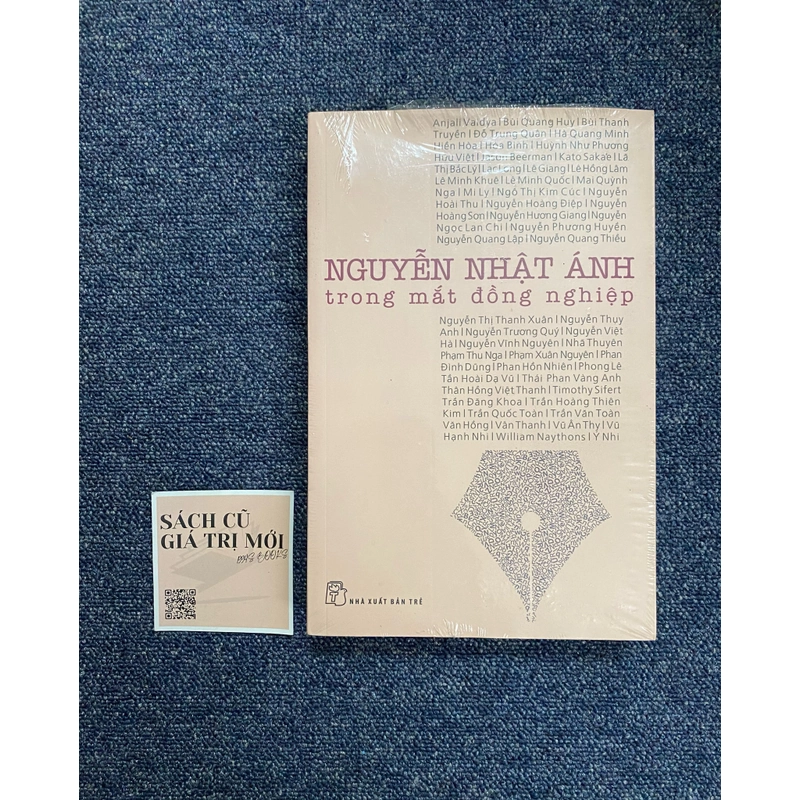 Anjali Vaidya | Bùi Quang Huy | Bùi Thanh
Truyền | Đỗ Trung Quân | Hà Quang Minh
Hiền Hòa | Hòa Bình | Huỳnh Như Phương
Hữu Việt | Jason Beerman | Kato Sakae | Lã
Thị Bắc Lý | Lạc Long | Lê Giang | Lê Hồng Lâm
Lê Minh Khuê | Lê Minh Quốc | Mai Quỳnh
Nga | Mi Ly | Ngô Thị Kim Cúc | Nguyễn
Hoài Thu | Nguyễn Hoàng Điệp | Nguyễn
Hoàng Sơn | Nguyễn Hương Giang | Nguyễn
Ngọc Lan Chi | Nguyễn Phương Huyền
Nguyễn Quang Lập | Nguyễn Quang Thiều
NGUYỄN NHẬT ÁNH
trong mắt đồng nghiệp
Nguyễn Thị Thanh Xuân | Nguyễn Thụy
Anh | Nguyễn Trương Quý | Nguyễn Việt
Hà | Nguyễn Vĩnh Nguyên | Nhã Thuyên
Phạm Thu Nga | Phạm Xuân Nguyên | Phan
Đình Dũng | Phan Hồn Nhiên | Phong Lê
Tần Hoài Dạ Vũ | Thái Phan Vàng Anh
Thân Hồng Việt Thanh | Timothy Sifert
Trần Đăng Khoa | Trần Hoàng Thiên
Kim | Trần Quốc Toàn | Trần Văn Toàn
Văn Hồng | Vân Thanh | Vũ Ân Thy | Vũ
Hạnh Nhi | William Naythons | Ý Nhi
SÁCH CŨ
GIÁ TRỊ MỚI
NHÀ XUẤT BẢN TRẺ